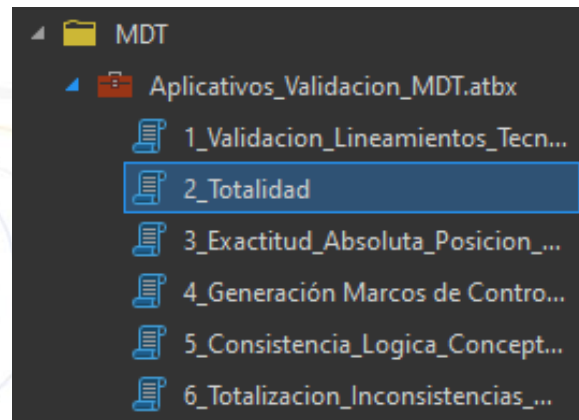 MDT
Aplicativos_Validacion_MDT.atbx
1_Validacion_Lineamientos_Tecn...
2_Totalidad
3_Exactitud_Absoluta_Posicion_...
4_Generación Marcos de Contro...
5_Consistencia_Logica_Concept...
6_Totalizacion_Inconsistencias_...